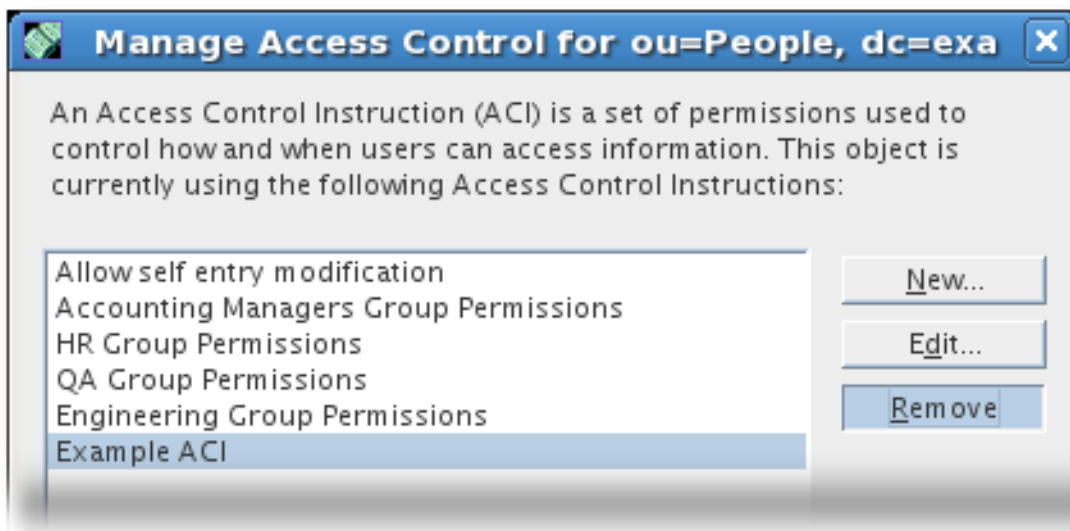 Manage Access Control for ou=People, dc=exa
An Access Control Instruction (ACI) is a set of permissions used to
control how and when users can access information. This object is
currently using the following Access Control Instructions:
Allow self entry modification
Accounting Managers Group Permissions
HR Group Permissions
QA Group Permissions
Engineering Group Permissions
Example ACI
New...
Edit...
Remove